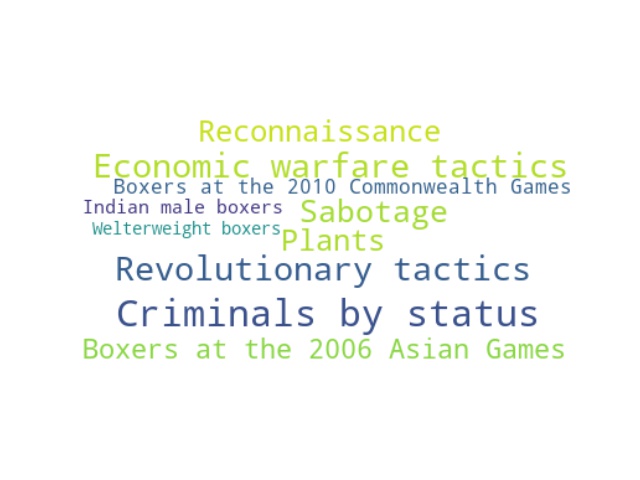 Reconnaissance
Economic warfare tactics
Boxers at the 2010 Commonwealth Games
Indian male boxers
Sabotage
Welterweight boxers
Plants
Revolutionary tactics
Criminals by status
Boxers at the 2006 Asian Games